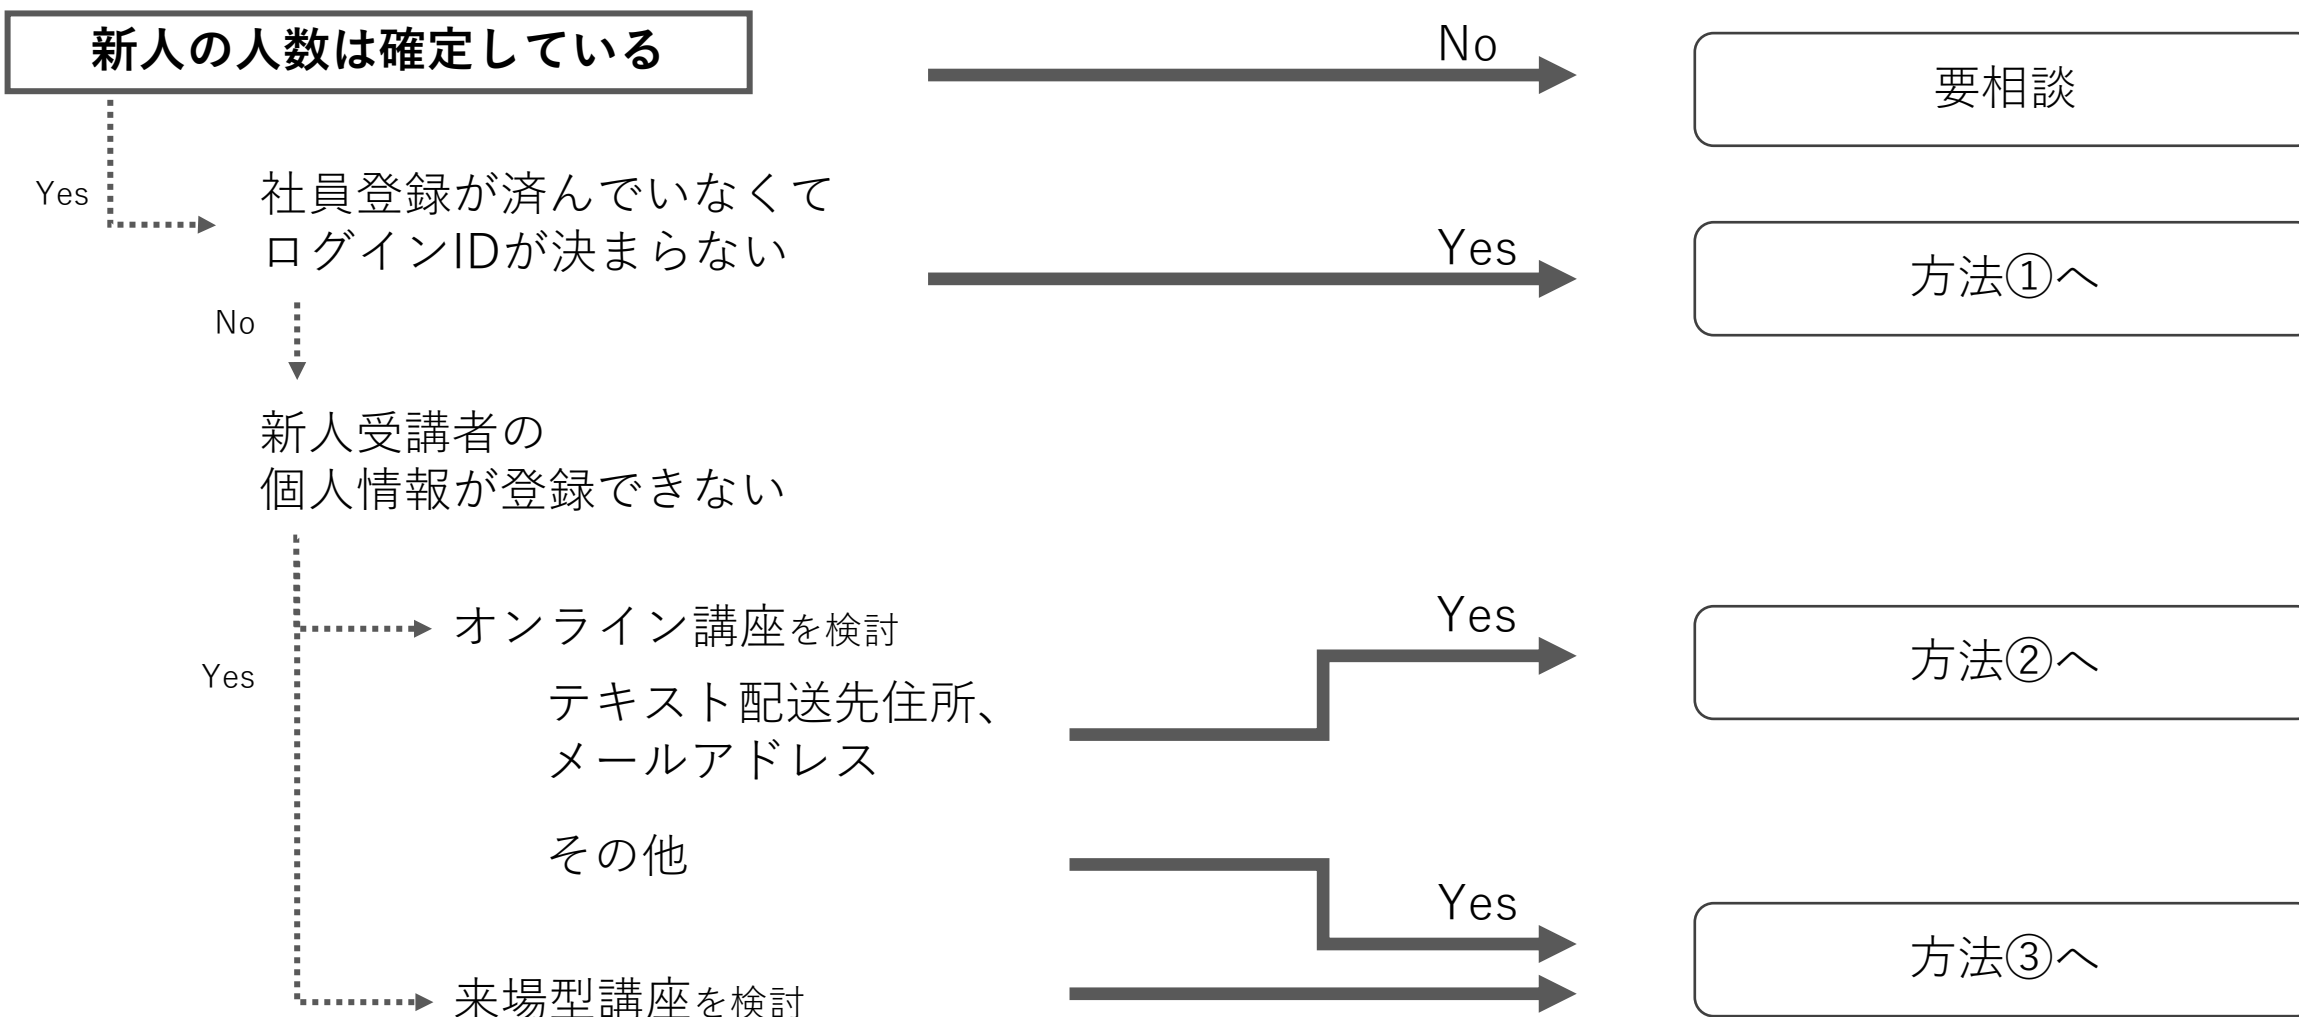 新人の人数は確定している
No
要相談
Yes
社員登録が済んでいなくて
ログインIDが決まらない
Yes
方法①へ
No
新人受講者の
個人情報が登録できない
Yes
オンライン講座を検討
Yes
方法②へ
テキスト配送先住所、
メールアドレス
その他
Yes
方法③へ
来場型講座を検討